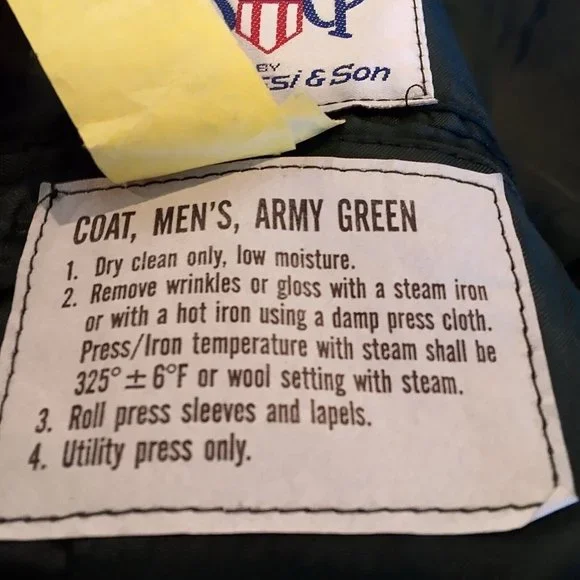 BY
& Son
COAT, MEN'S, ARMY GREEN
1. Dry clean only, low moisture.
2. Remove wrinkles or gloss with a steam iron
or with a hot iron using a damp press cloth.
Press/Iron temperature with steam shall be
325° ± 6°F or wool setting with steam.
3. Roll press sleeves and lapels.
4. Utility press only.